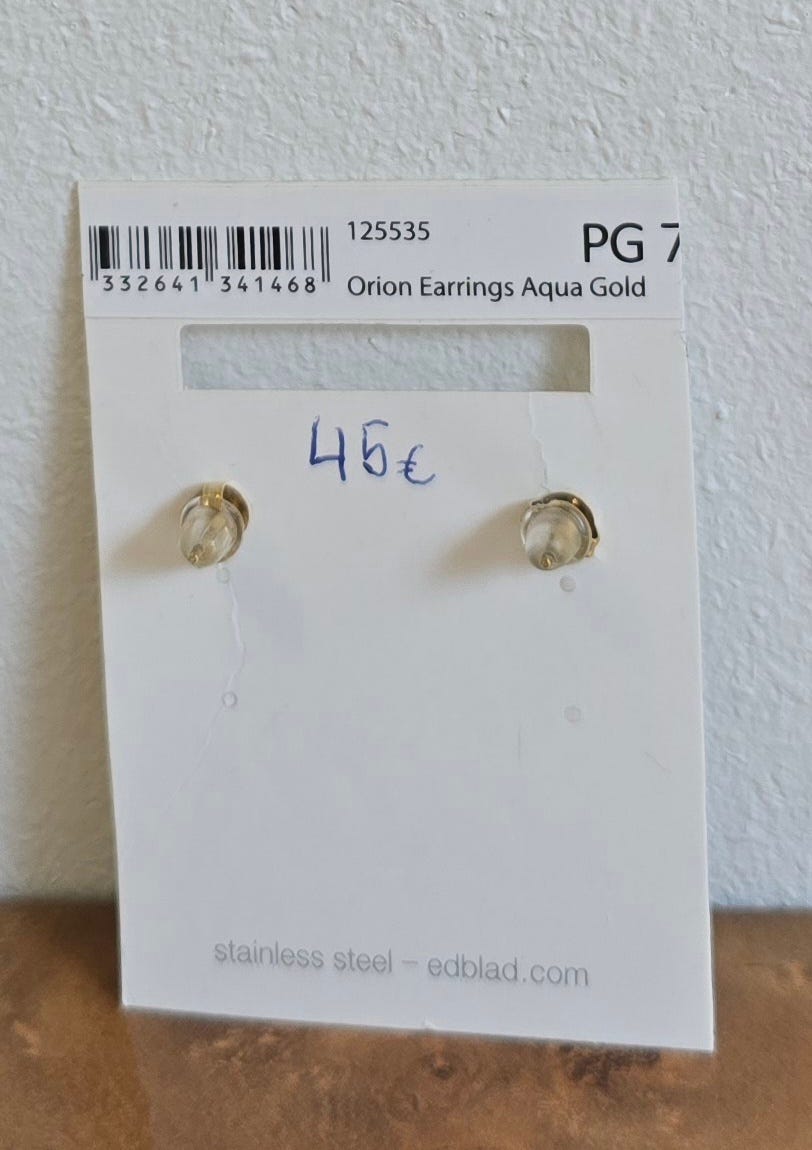 125535
PG 7
332641 341468
Orion Earrings Aqua Gold
45€
stainless steel – edblad.com